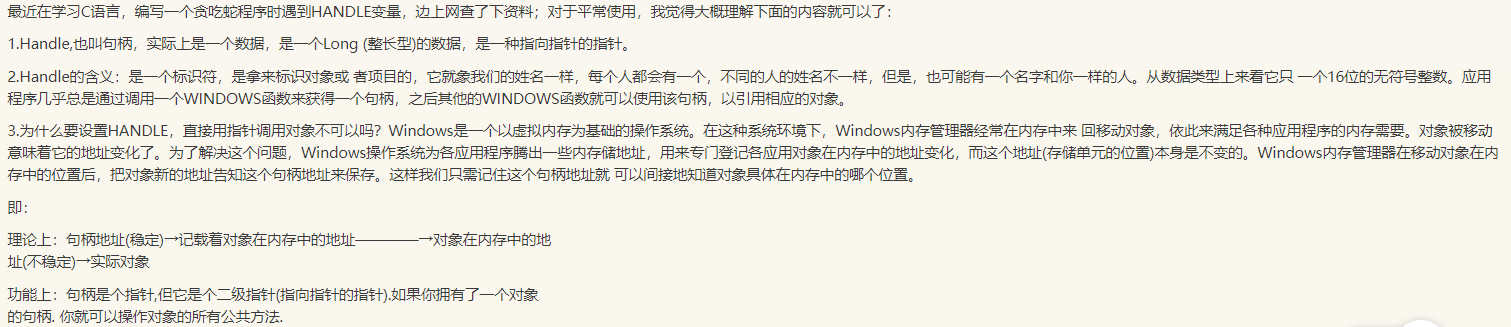 最近在学习C语言，编写一个贪吃蛇程序时遇到HANDLE变量，边上网查了下资料；对于平常使用，我觉得大概理解下面的内容就可以了：
1.Handle,也叫句柄，实际上是一个数据，是一个Long (整长型)的数据，是一种指向指针的指针。
2.Handle的含义：是一个标识符，是拿来标识对象或 者项目的，它就象我们的姓名一样，每个人都会有一个，不同的人的姓名不一样，但是，也可能有一个名字和你一样的人。从数据类型上来看它只 一个16位的无符号整数。应用
程序几乎总是通过调用一个WINDOWS函数来获得一个句柄，之后其他的WINDOWS函数就可以使用该句柄，以引用相应的对象。
3.为什么要设置HANDLE，直接用指针调用对象不可以吗？Windows是一个以虚拟内存为基础的操作系统。在这种系统环境下，Windows内存管理器经常在内存中来 回移动对象，依此来满足各种应用程序的内存需要。对象被移动
意味着它的地址变化了。为了解决这个问题，Windows操作系统为各应用程序腾出一些内存储地址，用来专门登记各应用对象在内存中的地址变化，而这个地址(存储单元的位置)本身是不变的。Windows内存管理器在移动对象在内
存中的位置后，把对象新的地址告知这个句柄地址来保存。这样我们只需记住这个句柄地址就 可以间接地知道对象具体在内存中的哪个位置。
即：
理论上：句柄地址(稳定)→记载着对象在内存中的地址————→对象在内存中的地
址(不稳定)→实际对象
功能上：句柄是个指针,但它是个二级指针(指向指针的指针).如果你拥有了一个对象
的句柄. 你就可以操作对象的所有公共方法.